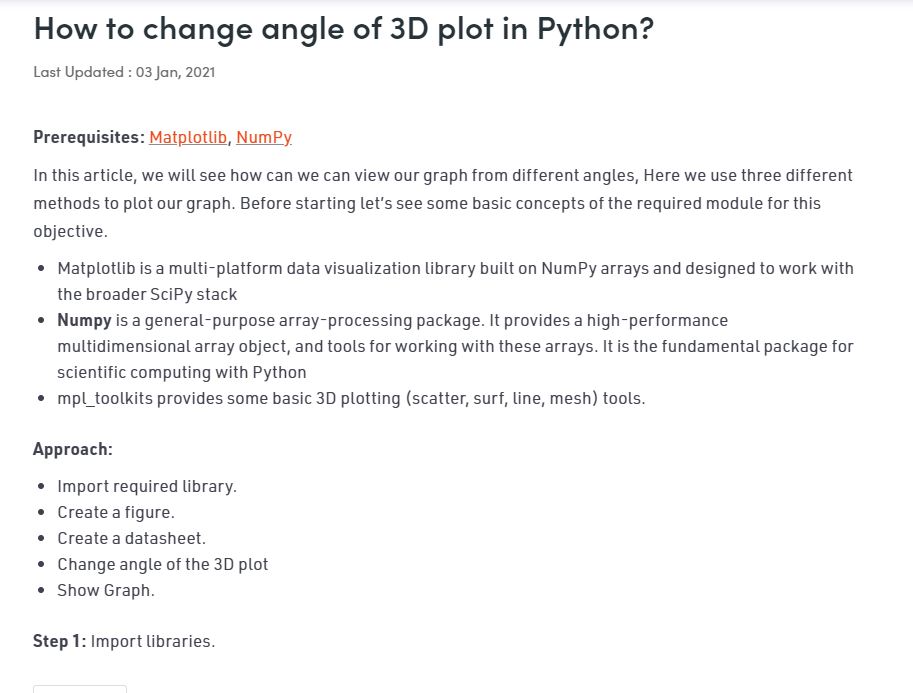 How to change angle of 3D plot in Python?
Last Updated : 03 Jan, 2021
Prerequisites: Matplotlib, NumPy
In this article, we will see how can we can view our graph from different angles, Here we use three different
methods to plot our graph. Before starting let’s see some basic concepts of the required module for this
objective.
• Matplotlib is a multi-platform data visualization library built on NumPy arrays and designed to work with
the broader SciPy stack
• Numpy is a general-purpose array-processing package. It provides a high-performance
multidimensional array object, and tools for working with these arrays. It is the fundamental package for
scientific computing with Python
• mpl_toolkits provides some basic 3D plotting (scatter, surf, line, mesh) tools.
Approach:
• Import required library.
• Create a figure.
• Create a datasheet.
• Change angle of the 3D plot
• Show Graph.
Step 1: Import libraries.